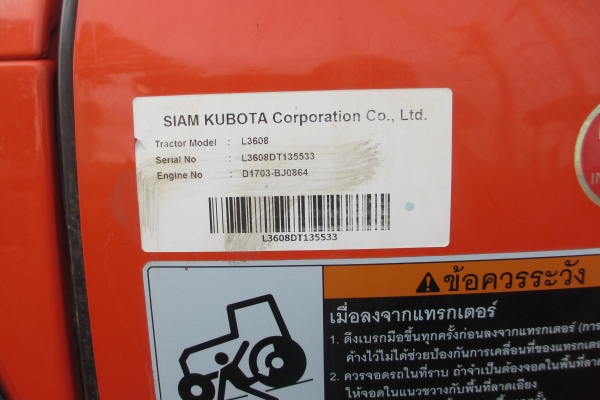 SIAM KUBOTA Corporation Co., Ltd.
Tractor Model : L3608
Serial No : L3608DT135533
Engine No : D1703-BJ0864
L3608DT135533
ข้อควรระวัง
เมื่อลงจากแทรกเตอร์
1. ดึงเบรกมือขึ้นทุกครั้งก่อนลงจากแทรกเตอร์ (การ
ค้างไว้ไม่ได้ช่วยป้องกันการเคลื่อนที่ของแทรกเตอร์
2. ควรจอดรถในที่ราบ ถ้าจำเป็นต้องจอดในพื้นที่ลาด
ให้จอดในแนวขวางกับพื้นที่ลาดเอียง